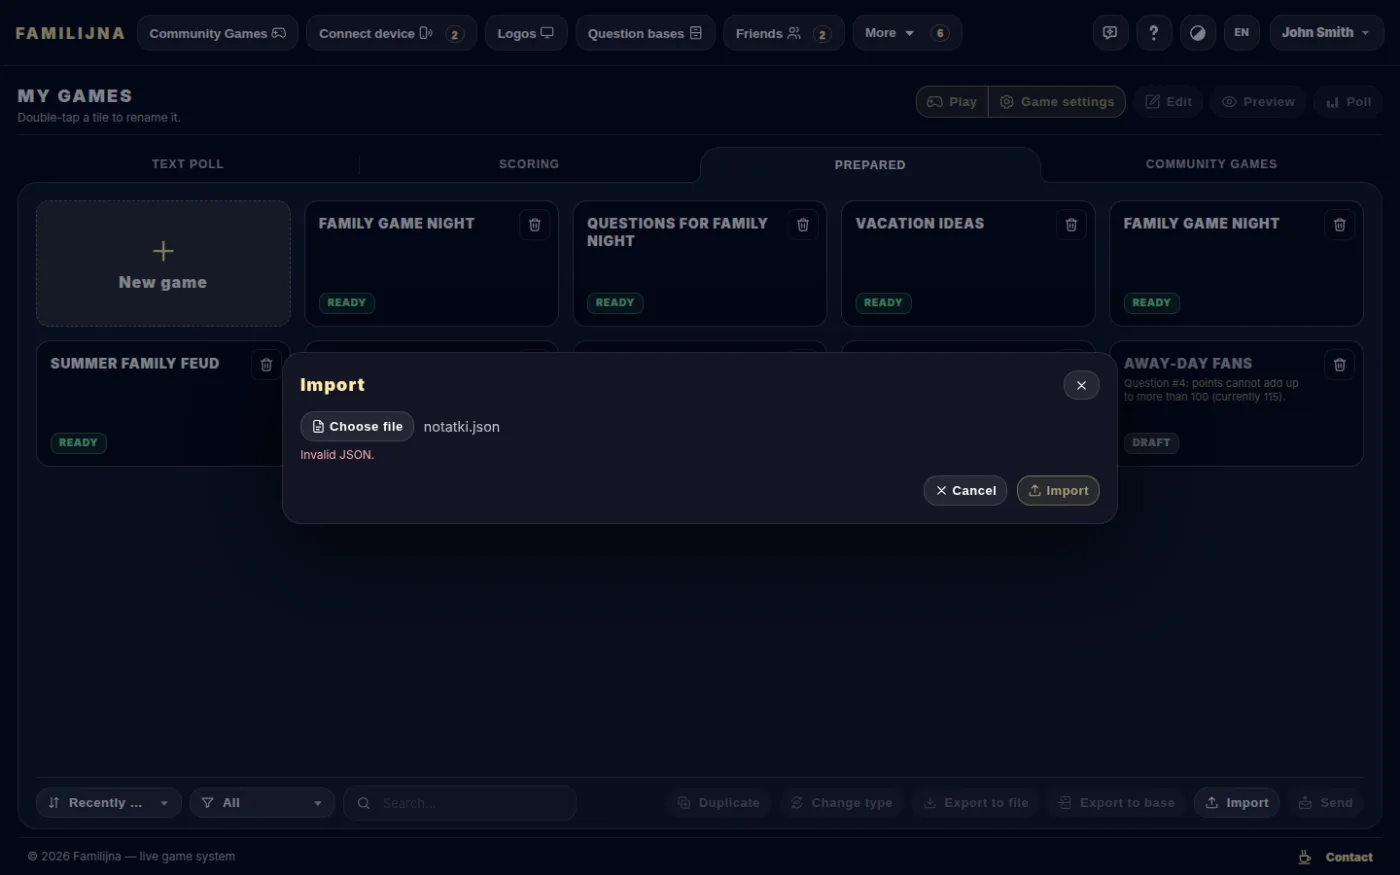 FAMILIJNA
Community Games
Connect device 2
Logos
Question bases
Friends 2
More 6
?
EN
John Smith
MY GAMES
Double-tap a tile to rename it.
Play
Game settings
Edit
Preview
Poll
TEXT POLL
SCORING
PREPARED
COMMUNITY GAMES
New game
FAMILY GAME NIGHT
READY
QUESTIONS FOR FAMILY
NIGHT
READY
VACATION IDEAS
READY
FAMILY GAME NIGHT
READY
SUMMER FAMILY FEUD
READY
AWAY-DAY FANS
Question #4: points cannot add up
to more than 100 (currently 115).
DRAFT
Import
Choose file notatki.json
Invalid JSON.
Cancel
Import
Recently ...
All
Search...
Duplicate
Change type
Export to file
Export to base
Import
Send
© 2026 Familijna — live game system
Contact